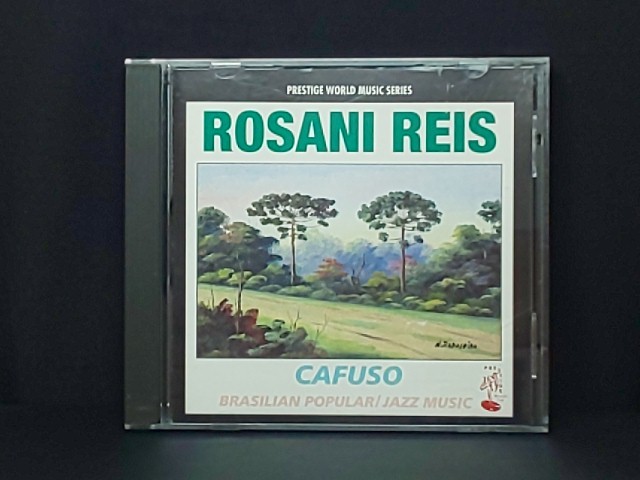 PRESTIGE WORLD MUSIC SERIES
ROSANI REIS
CAFUSO
BRASILIAN POPULAR/JAZZ MUSIC